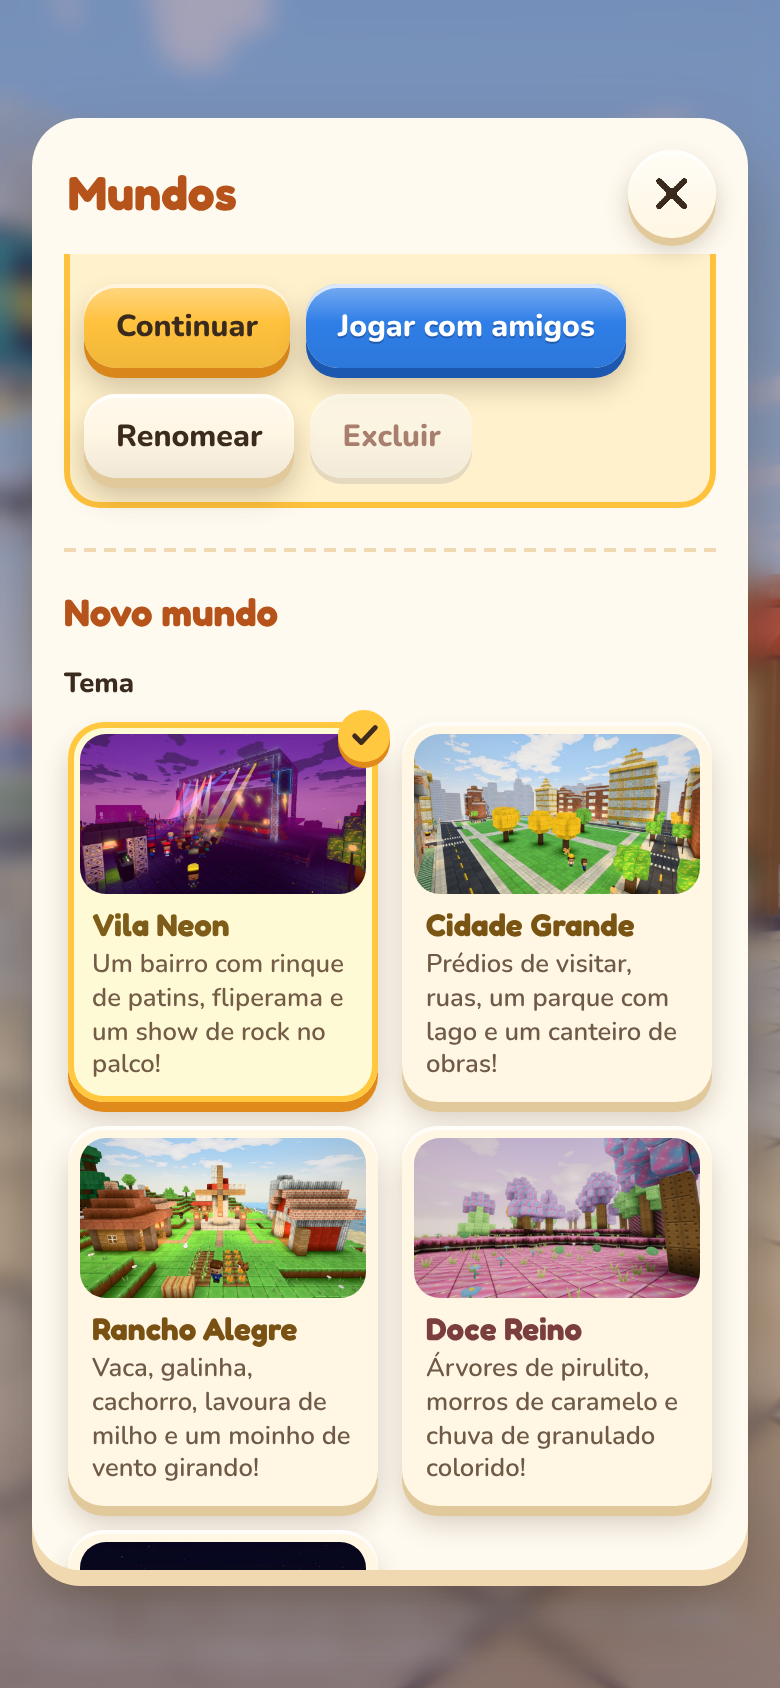 Mundos
Continuar
Jogar com amigos
Renomear
Excluir
Novo mundo
Tema
Vila Neon
Um bairro com rinque
de patins, fliperama e
um show de rock no
palco!
Cidade Grande
Prédios de visitar,
ruas, um parque com
lago e um canteiro de
obras!
Rancho Alegre
Vaca, galinha,
cachorro, lavoura de
milho e um moinho de
vento girando!
Doce Reino
Árvores de pirulito,
morros de caramelo e
chuva de granulado
colorido!